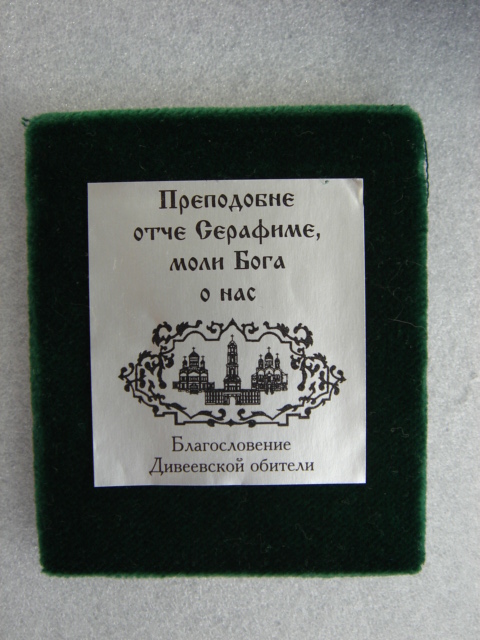 Преподобне
отче Серафиме,
моли Бога
о нас
Благословение
Дивеевской обители